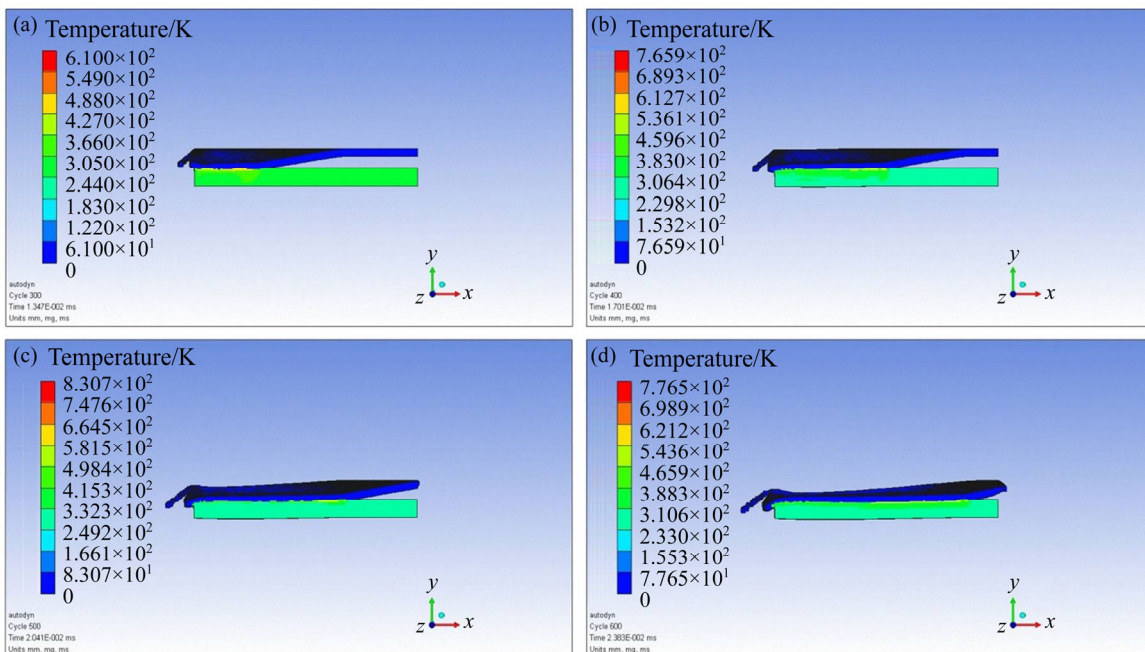 (a) Temperature/K
6.100×10²
5.490×10²
4.880×10²
4.270×10²
3.660×10²
3.050×10²
2.440×10²
1.830×10²
1.220×10²
6.100×10¹
0
autodyn
Cycle 300
Time 1.347E-002 ms
Units mm, mg, ms
y
z
x
(b) Temperature/K
7.659×10²
6.893×10²
6.127×10²
5.361×10²
4.596×10²
3.830×10²
3.064×10²
2.298×10²
1.532×10²
7.659×10¹
0
autodyn
Cycle 400
Time 1.701E-002 ms
Units mm, mg, ms
y
z
x
(c) Temperature/K
8.307×10²
7.476×10²
6.645×10²
5.815×10²
4.984×10²
4.153×10²
3.323×10²
2.492×10²
1.661×10²
8.307×10¹
0
autodyn
Cycle 500
Time 2.041E-002 ms
Units mm, mg, ms
y
z
x
(d) Temperature/K
7.765×10²
6.989×10²
6.212×10²
5.436×10²
4.659×10²
3.883×10²
3.106×10²
2.330×10²
1.553×10²
7.765×10¹
0
autodyn
Cycle 600
Time 2.383E-002 ms
Units mm, mg, ms
y
z
x